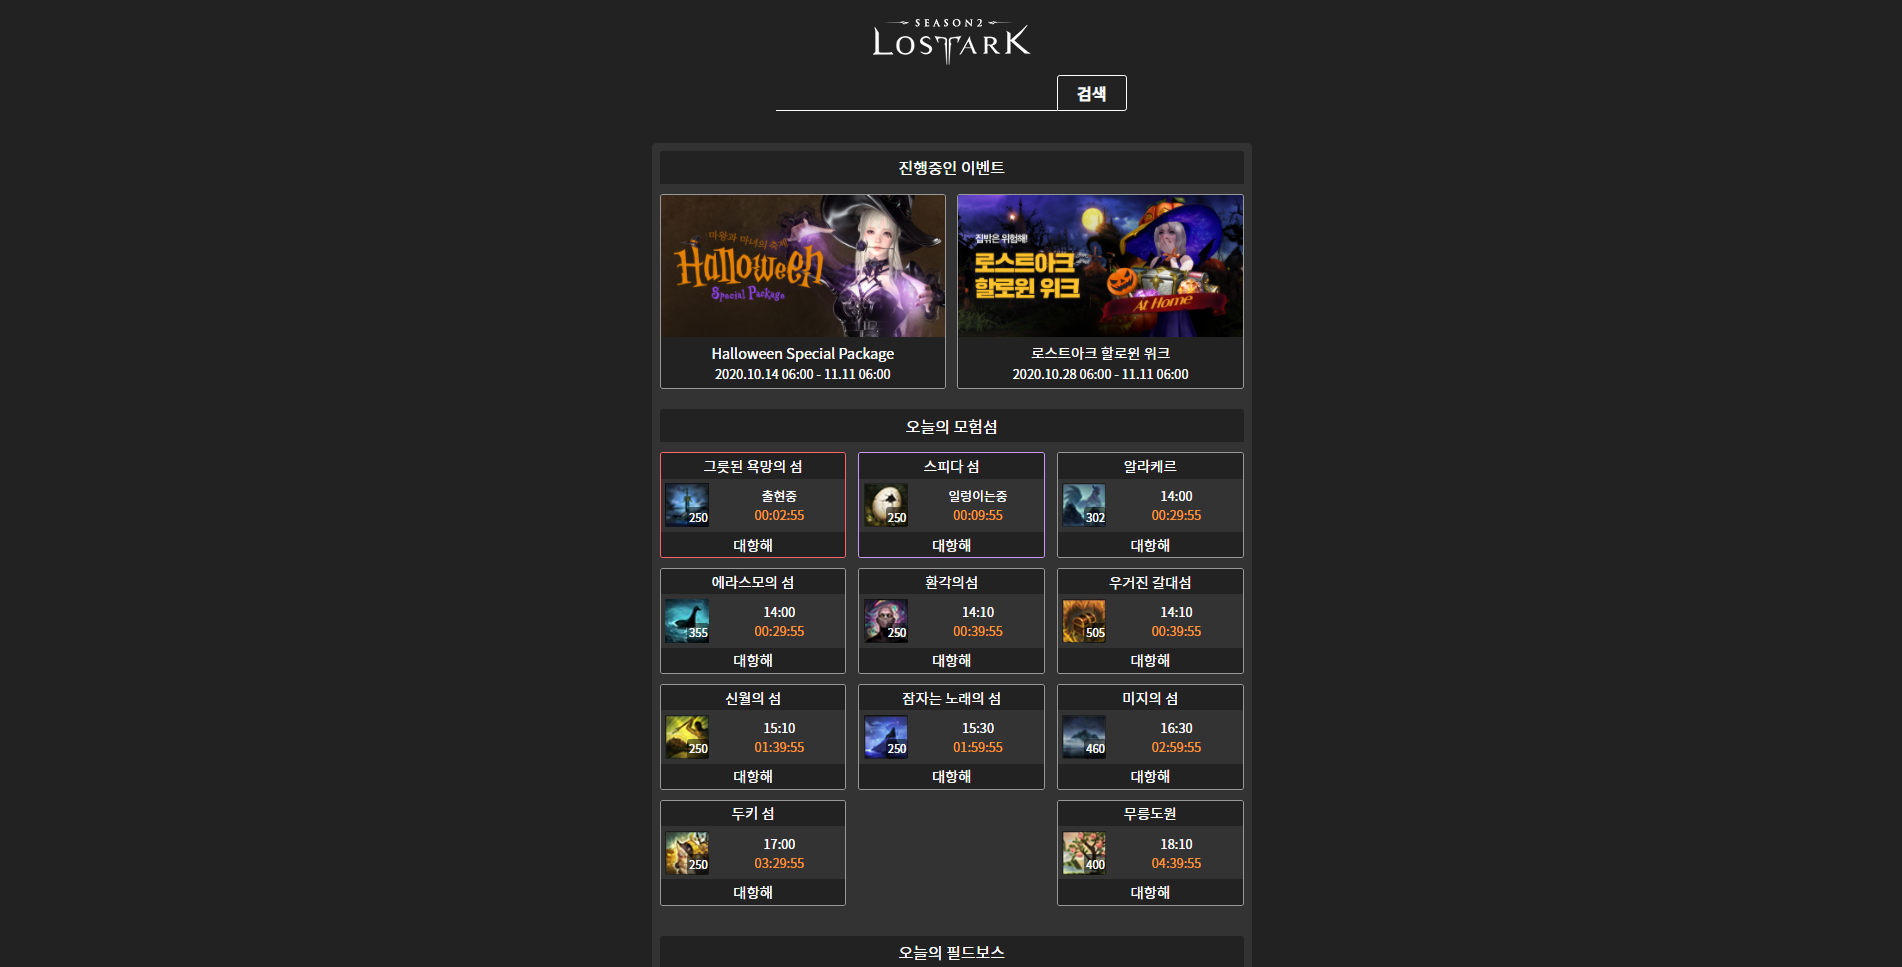 SEASON2
LOSTARK
검색
진행중인 이벤트
마왕과 마녀의 축제
Halloween
Special Package
Halloween Special Package
2020.10.14 06:00 - 11.11 06:00
집밖은 위험해!
로스트아크
할로윈 위크
At Home
로스트아크 할로윈 위크
2020.10.28 06:00 - 11.11 06:00
오늘의 모험섬
그릇된 욕망의 섬
250
출현중
00:02:55
대항해
스피다 섬
250
일렁이는중
00:09:55
대항해
알라케르
302
14:00
00:29:55
대항해
에라스모의 섬
355
14:00
00:29:55
대항해
환각의섬
250
14:10
00:39:55
대항해
우거진 갈대섬
505
14:10
00:39:55
대항해
신월의 섬
250
15:10
01:39:55
대항해
잠자는 노래의 섬
250
15:30
01:59:55
대항해
미지의 섬
460
16:30
02:59:55
대항해
두키 섬
250
17:00
03:29:55
대항해
무릉도원
400
18:10
04:39:55
대항해
오늘의 필드보스